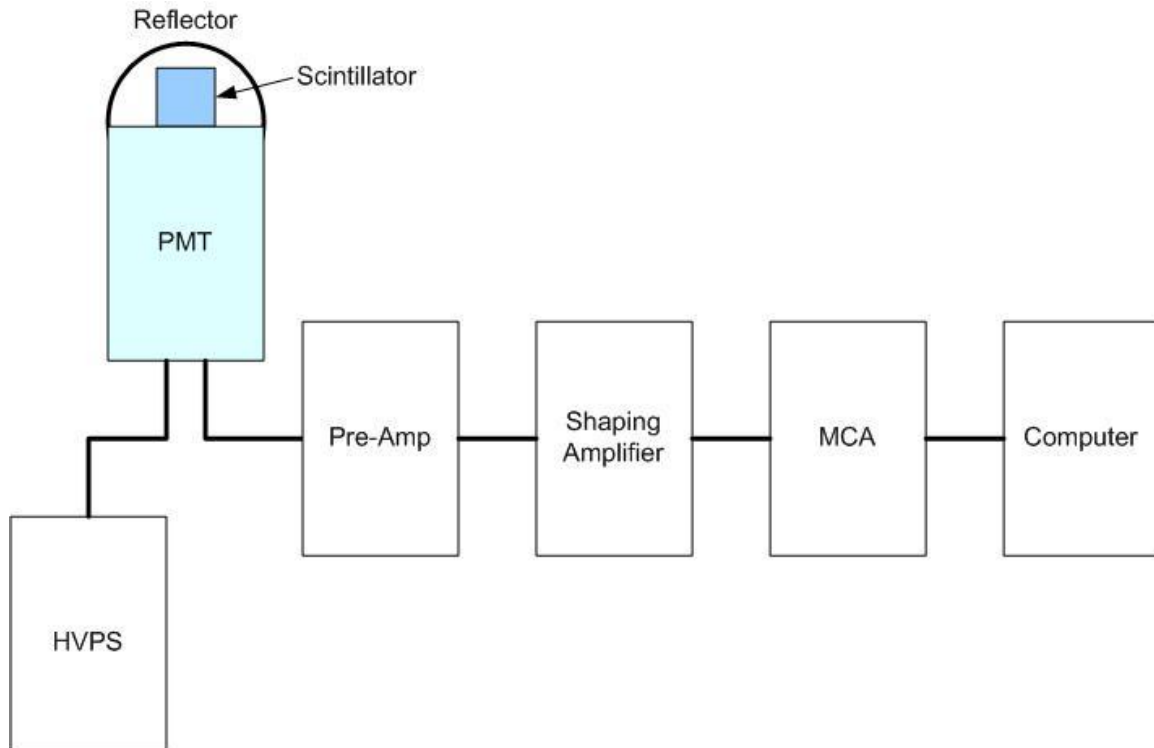 Reflector
Scintillator
PMT
Pre-Amp
Shaping
Amplifier
MCA
Computer
HVPS